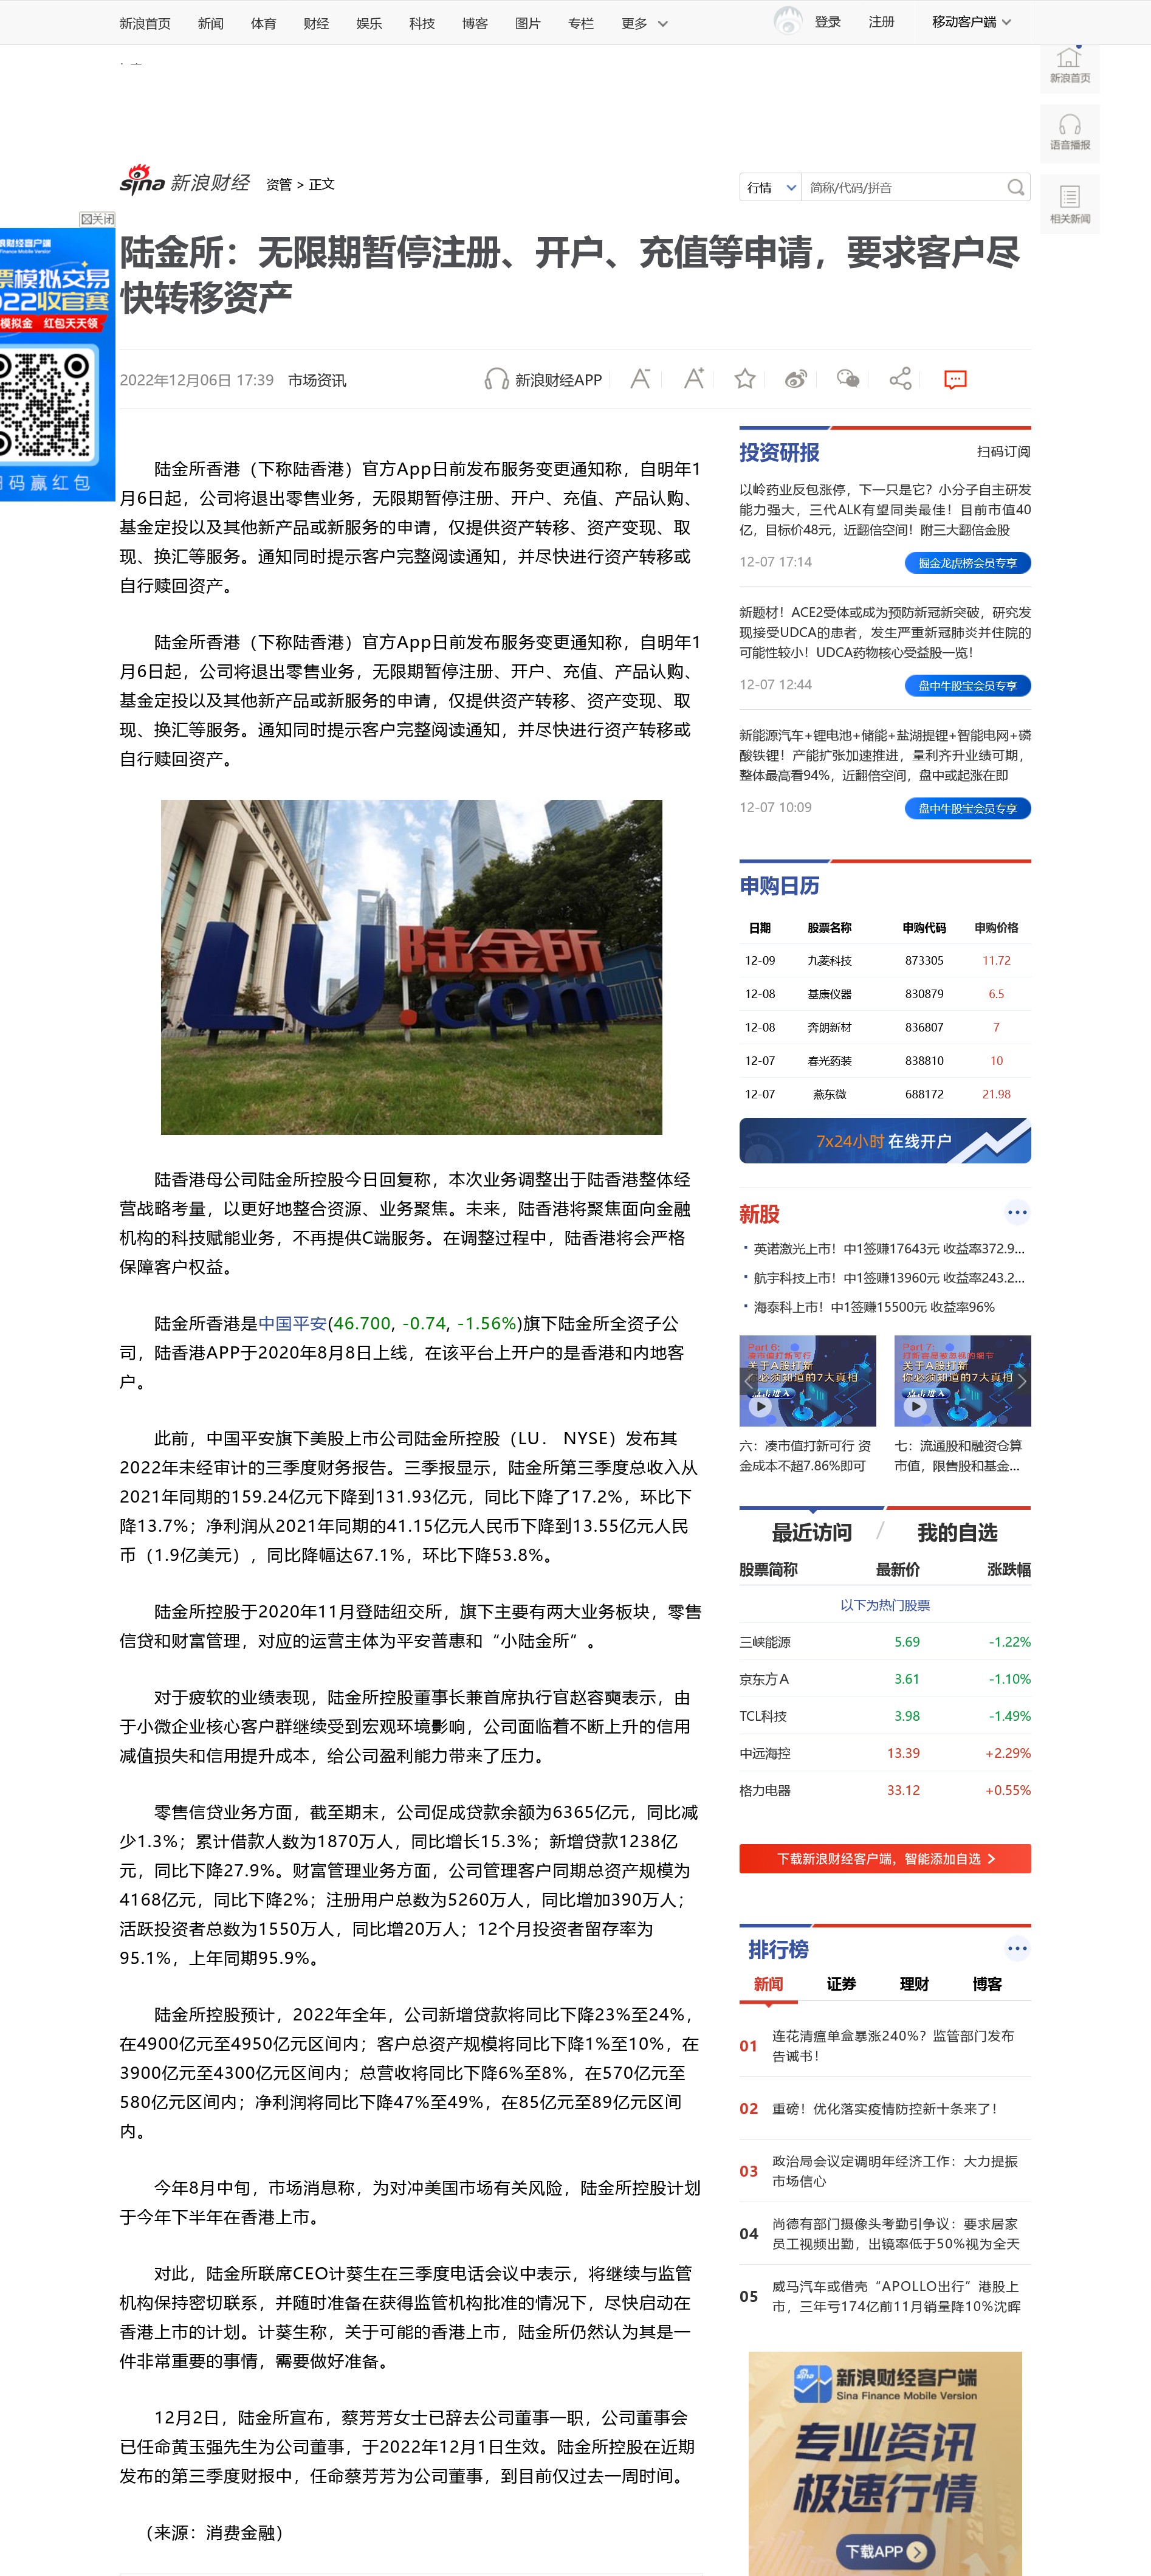 新浪首页 新闻 体育 财经 娱乐 科技 博客 图片 专栏 更多 登录 注册 移动客户端
新浪首页
语音播报
相关新闻
sina 新浪财经 资管 > 正文 行情 简称/代码/拼音
关闭
浪财经客户端
Finance Mobile Version
票模拟交易
022收官赛
模拟金 红包天天领
扫码赢红包
陆金所：无限期暂停注册、开户、充值等申请，要求客户尽
快转移资产
2022年12月06日 17:39 市场资讯 新浪财经APP
陆金所香港（下称陆香港）官方App日前发布服务变更通知称，自明年1
月6日起，公司将退出零售业务，无限期暂停注册、开户、充值、产品认购、
基金定投以及其他新产品或新服务的申请，仅提供资产转移、资产变现、取
现、换汇等服务。通知同时提示客户完整阅读通知，并尽快进行资产转移或
自行赎回资产。
陆金所香港（下称陆香港）官方App日前发布服务变更通知称，自明年1
月6日起，公司将退出零售业务，无限期暂停注册、开户、充值、产品认购、
基金定投以及其他新产品或新服务的申请，仅提供资产转移、资产变现、取
现、换汇等服务。通知同时提示客户完整阅读通知，并尽快进行资产转移或
自行赎回资产。
陆金所
LU.com
陆香港母公司陆金所控股今日回复称，本次业务调整出于陆香港整体经
营战略考量，以更好地整合资源、业务聚焦。未来，陆香港将聚焦面向金融
机构的科技赋能业务，不再提供C端服务。在调整过程中，陆香港将会严格
保障客户权益。
陆金所香港是中国平安(46.700, -0.74, -1.56%)旗下陆金所全资子公
司，陆香港APP于2020年8月8日上线，在该平台上开户的是香港和内地客
户。
此前，中国平安旗下美股上市公司陆金所控股（LU． NYSE）发布其
2022年未经审计的三季度财务报告。三季报显示，陆金所第三季度总收入从
2021年同期的159.24亿元下降到131.93亿元，同比下降了17.2%，环比下
降13.7%；净利润从2021年同期的41.15亿元人民币下降到13.55亿元人民
币（1.9亿美元），同比降幅达67.1%，环比下降53.8%。
陆金所控股于2020年11月登陆纽交所，旗下主要有两大业务板块，零售
信贷和财富管理，对应的运营主体为平安普惠和“小陆金所”。
对于疲软的业绩表现，陆金所控股董事长兼首席执行官赵容奭表示，由
于小微企业核心客户群继续受到宏观环境影响，公司面临着不断上升的信用
减值损失和信用提升成本，给公司盈利能力带来了压力。
零售信贷业务方面，截至期末，公司促成贷款余额为6365亿元，同比减
少1.3%；累计借款人数为1870万人，同比增长15.3%；新增贷款1238亿
元，同比下降27.9%。财富管理业务方面，公司管理客户同期总资产规模为
4168亿元，同比下降2%；注册用户总数为5260万人，同比增加390万人；
活跃投资者总数为1550万人，同比增20万人；12个月投资者留存率为
95.1%，上年同期95.9%。
陆金所控股预计，2022年全年，公司新增贷款将同比下降23%至24%，
在4900亿元至4950亿元区间内；客户总资产规模将同比下降1%至10%，在
3900亿元至4300亿元区间内；总营收将同比下降6%至8%，在570亿元至
580亿元区间内；净利润将同比下降47%至49%，在85亿元至89亿元区间
内。
今年8月中旬，市场消息称，为对冲美国市场有关风险，陆金所控股计划
于今年下半年在香港上市。
对此，陆金所联席CEO计葵生在三季度电话会议中表示，将继续与监管
机构保持密切联系，并随时准备在获得监管机构批准的情况下，尽快启动在
香港上市的计划。计葵生称，关于可能的香港上市，陆金所仍然认为其是一
件非常重要的事情，需要做好准备。
12月2日，陆金所宣布，蔡芳芳女士已辞去公司董事一职，公司董事会
已任命黄玉强先生为公司董事，于2022年12月1日生效。陆金所控股在近期
发布的第三季度财报中，任命蔡芳芳为公司董事，到目前仅过去一周时间。
（来源：消费金融）
投资研报 扫码订阅
以岭药业反包涨停，下一只是它？小分子自主研发
能力强大，三代ALK有望同类最佳！目前市值40
亿，目标价48元，近翻倍空间！附三大翻倍金股
12-07 17:14 掘金龙虎榜会员专享
新题材！ACE2受体或成为预防新冠新突破，研究发
现接受UDCA的患者，发生严重新冠肺炎并住院的
可能性较小！UDCA药物核心受益股一览！
12-07 12:44 盘中牛股宝会员专享
新能源汽车+锂电池+储能+盐湖提锂+智能电网+磷
酸铁锂！产能扩张加速推进，量利齐升业绩可期，
整体最高看94%，近翻倍空间，盘中或起涨在即
12-07 10:09 盘中牛股宝会员专享
申购日历
日期 股票名称 申购代码 申购价格
12-09 九菱科技 873305 11.72
12-08 基康仪器 830879 6.5
12-08 奔朗新材 836807 7
12-07 春光药装 838810 10
12-07 燕东微 688172 21.98
7x24小时 在线开户
新股
英诺激光上市！中1签赚17643元 收益率372.9...
航宇科技上市！中1签赚13960元 收益率243.2...
海泰科上市！中1签赚15500元 收益率96%
Part 6: Part 7:
凑市值打新可行
关于A股打新 关于A股打新
你必须知道的7大真相 你必须知道的7大真相
点击进入 点击进入
六：凑市值打新可行 资 七：流通股和融资仓算
金成本不超7.86%即可 市值，限售股和基金...
最近访问 / 我的自选
股票简称 最新价 涨跌幅
以下为热门股票
三峡能源 5.69 -1.22%
京东方Ａ 3.61 -1.10%
TCL科技 3.98 -1.49%
中远海控 13.39 +2.29%
格力电器 33.12 +0.55%
下载新浪财经客户端，智能添加自选
排行榜
新闻 证券 理财 博客
01 连花清瘟单盒暴涨240%？监管部门发布
告诫书！
02 重磅！优化落实疫情防控新十条来了！
03 政治局会议定调明年经济工作：大力提振
市场信心
04 尚德有部门摄像头考勤引争议：要求居家
员工视频出勤，出镜率低于50%视为全天
05 威马汽车或借壳“APOLLO出行”港股上
市，三年亏174亿前11月销量降10%沈晖
sina 新浪财经客户端
Sina Finance Mobile Version
专业资讯
极速行情
下载APP